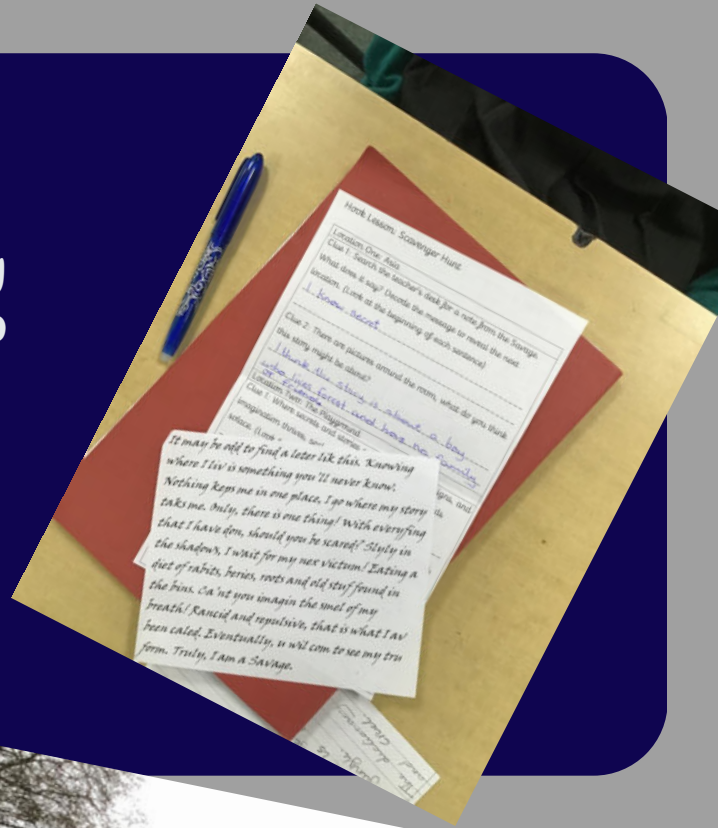 Hook Lesson: Scavenger Hunt
Location One: Asia
Clue 1: Search the teacher's desk for a note from the Savage.
What does it say? Decode the message to reveal the next
location. (Look at the beginning of each sentence)
I know secret
Clue 2: There are pictures around the room, what do you think
this story might be about?
I think the story is about a boy
who lives forest and have no family
or friends
Location Two: The Playground
Clue 1: Where secrets and stories
imagination thrives,
solace. (Look
signs, and
It may be odd to find a leter lik this. Knowing
where I liv is something you'll never know.
Nothing keps me in one place, I go where my story
taks me. Only, there is one thing! With everyfing
that I have don, should you be scared? Slyly in
the shadows, I wait for my nex victum! Eating a
diet of rabits, beries, roots and old stuff found in
the bins. Ca'nt you imagin the smel of my
breath! Rancid and repulsive, that is what I av
been caled. Eventually, u wil com to see my tru
form. Truly, I am a Savage.